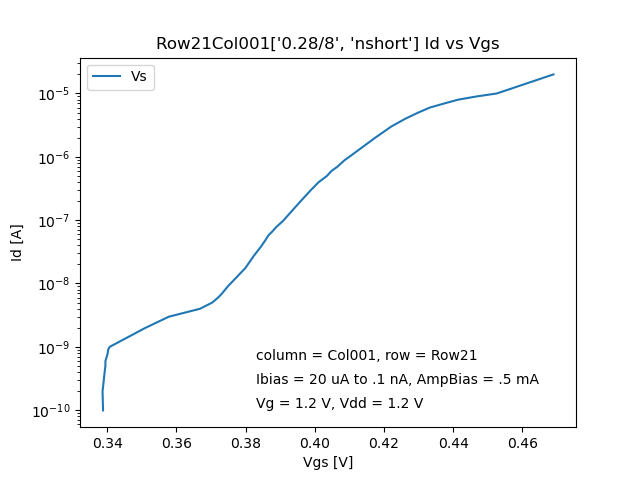 Row21Col001['0.28/8', 'nshort'] Id vs Vgs
Vs
10⁻⁵
10⁻⁶
10⁻⁷
10⁻⁸
10⁻⁹
10⁻¹⁰
Id [A]
column = Col001, row = Row21
Ibias = 20 uA to .1 nA, AmpBias = .5 mA
Vg = 1.2 V, Vdd = 1.2 V
0.34 0.36 0.38 0.40 0.42 0.44 0.46
Vgs [V]